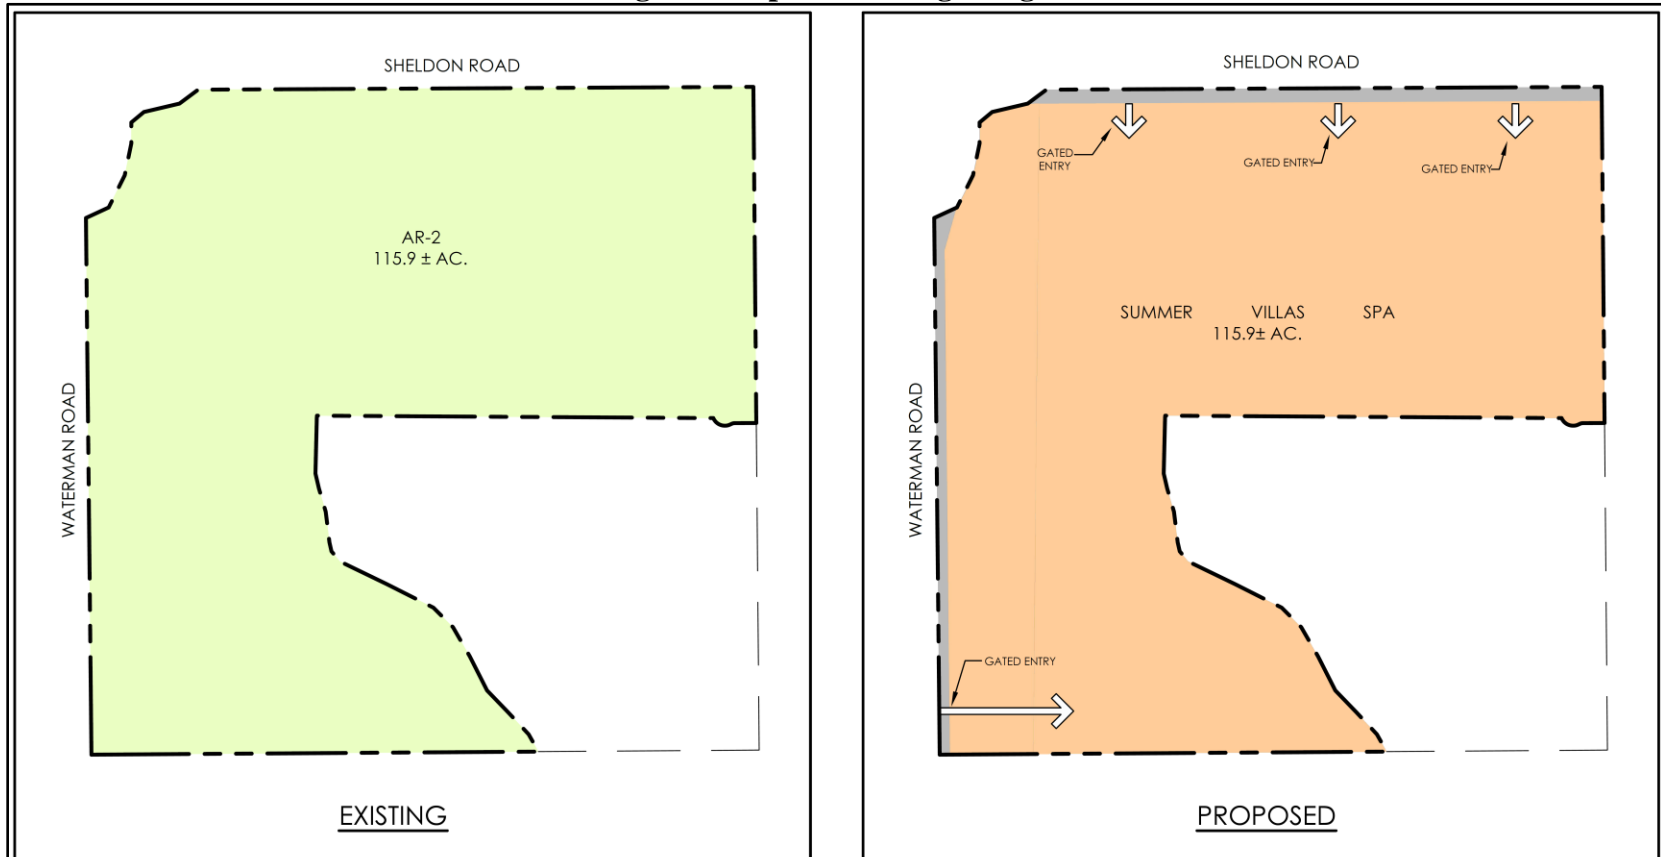 SHELDON ROAD
AR-2
115.9 ± AC.
WATERMAN ROAD
EXISTING
SHELDON ROAD
GATED
ENTRY
GATED ENTRY
GATED ENTRY
SUMMER VILLAS SPA
115.9± AC.
WATERMAN ROAD
GATED ENTRY
PROPOSED